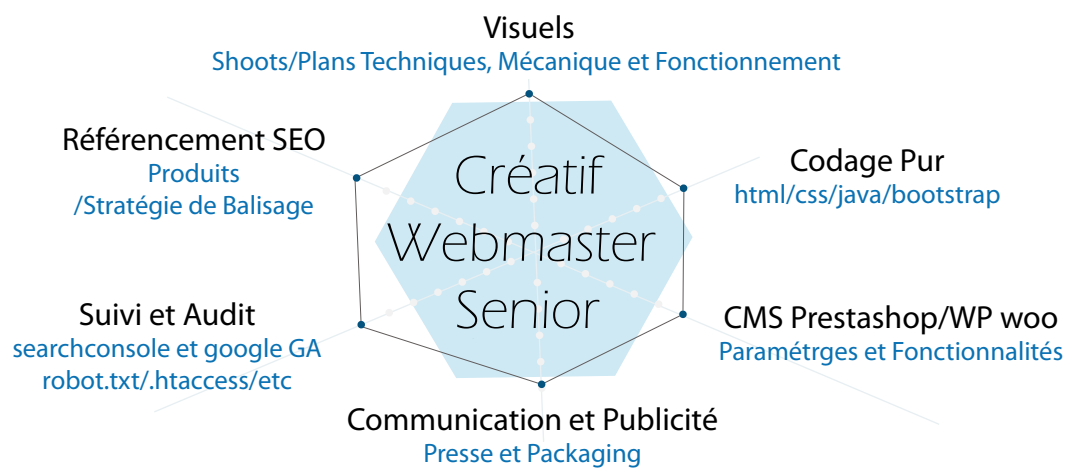 Visuels
Shoots/Plans Techniques, Mécanique et Fonctionnement
Référencement SEO
Produits
/Stratégie de Balisage
Créatif
Webmaster
Senior
Codage Pur
html/css/java/bootstrap
Suivi et Audit
searchconsole et google GA
robot.txt/.htaccess/etc
CMS Prestashop/WP woo
Paramétrges et Fonctionnalités
Communication et Publicité
Presse et Packaging